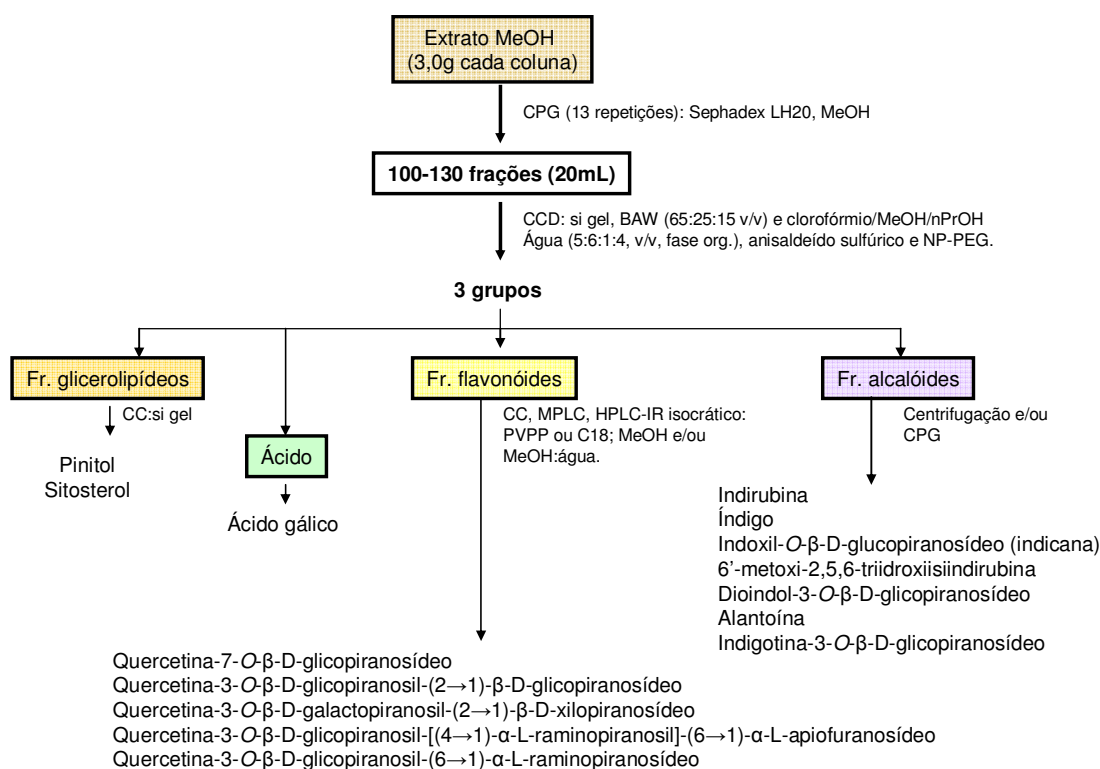 Extrato MeOH
(3,0g cada coluna)
CPG (13 repetições): Sephadex LH20, MeOH
100-130 frações (20mL)
CCD: si gel, BAW (65:25:15 v/v) e clorofórmio/MeOH/nPrOH
Água (5:6:1:4, v/v, fase org.), anisaldeído sulfúrico e NP-PEG.
3 grupos
Fr. glicerolipídeos
CC:si gel
Pinitol
Sitosterol
Ácido
Ácido gálico
Fr. flavonóides
CC, MPLC, HPLC-IR isocrático:
PVPP ou C18; MeOH e/ou
MeOH:água.
Quercetina-7-O-β-D-glicopiranosídeo
Quercetina-3-O-β-D-glicopiranosil-(2→1)-β-D-glicopiranosídeo
Quercetina-3-O-β-D-galactopiranosil-(2→1)-β-D-xilopiranosídeo
Quercetina-3-O-β-D-glicopiranosil-[(4→1)-α-L-raminopiranosil]-(6→1)-α-L-apiofuranosídeo
Quercetina-3-O-β-D-glicopiranosil-(6→1)-α-L-raminopiranosídeo
Fr. alcalóides
Centrifugação e/ou
CPG
Indirubina
Índigo
Indoxil-O-β-D-glucopiranosídeo (indicana)
6’-metoxi-2,5,6-triidroxiisiindirubina
Dioindol-3-O-β-D-glicopiranosídeo
Alantoína
Indigotina-3-O-β-D-glicopiranosídeo